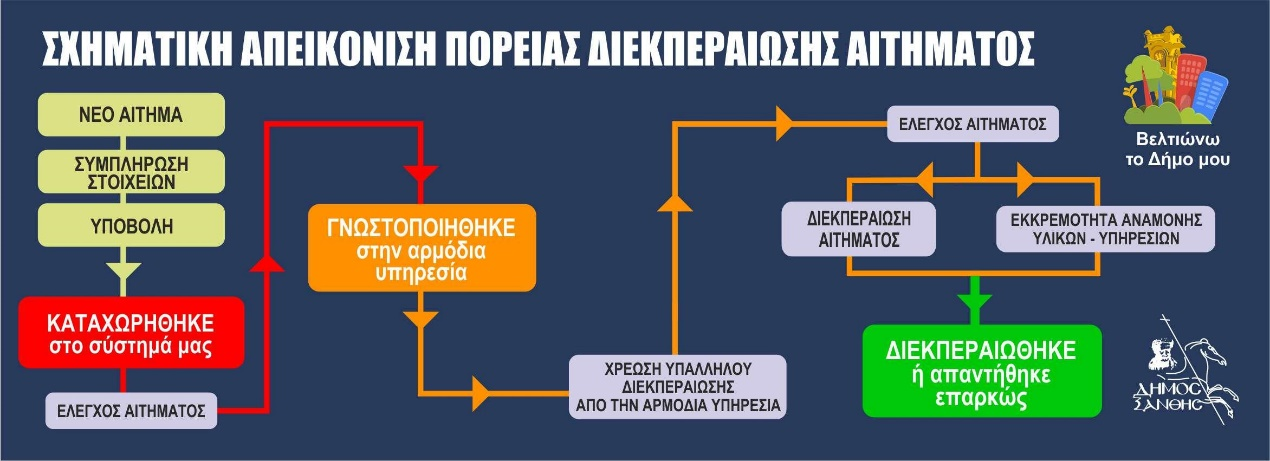 ΣΧΗΜΑΤΙΚΗ ΑΠΕΙΚΟΝΙΣΗ ΠΟΡΕΙΑΣ ΔΙΕΚΠΕΡΑΙΩΣΗΣ ΑΙΤΗΜΑΤΟΣ
ΝΕΟ ΑΙΤΗΜΑ
ΣΥΜΠΛΗΡΩΣΗ
ΣΤΟΙΧΕΙΩΝ
ΥΠΟΒΟΛΗ
ΚΑΤΑΧΩΡΗΘΗΚΕ
στο σύστημά μας
ΕΛΕΓΧΟΣ ΑΙΤΗΜΑΤΟΣ
ΓΝΩΣΤΟΠΟΙΗΘΗΚΕ
στην αρμόδια
υπηρεσία
ΧΡΕΩΣΗ ΥΠΑΛΛΗΛΟΥ
ΔΙΕΚΠΕΡΑΙΩΣΗΣ
ΑΠΟ ΤΗΝ ΑΡΜΟΔΙΑ ΥΠΗΡΕΣΙΑ
ΕΛΕΓΧΟΣ ΑΙΤΗΜΑΤΟΣ
ΔΙΕΚΠΕΡΑΙΩΣΗ
ΑΙΤΗΜΑΤΟΣ
ΕΚΚΡΕΜΟΤΗΤΑ ΑΝΑΜΟΝΗΣ
ΥΛΙΚΩΝ - ΥΠΗΡΕΣΙΩΝ
ΔΙΕΚΠΕΡΑΙΩΘΗΚΕ
ή απαντήθηκε
επαρκώς
Βελτιώνω
το Δήμο μου
ΔΗΜΟΣ
ΞΑΝΘΗΣ